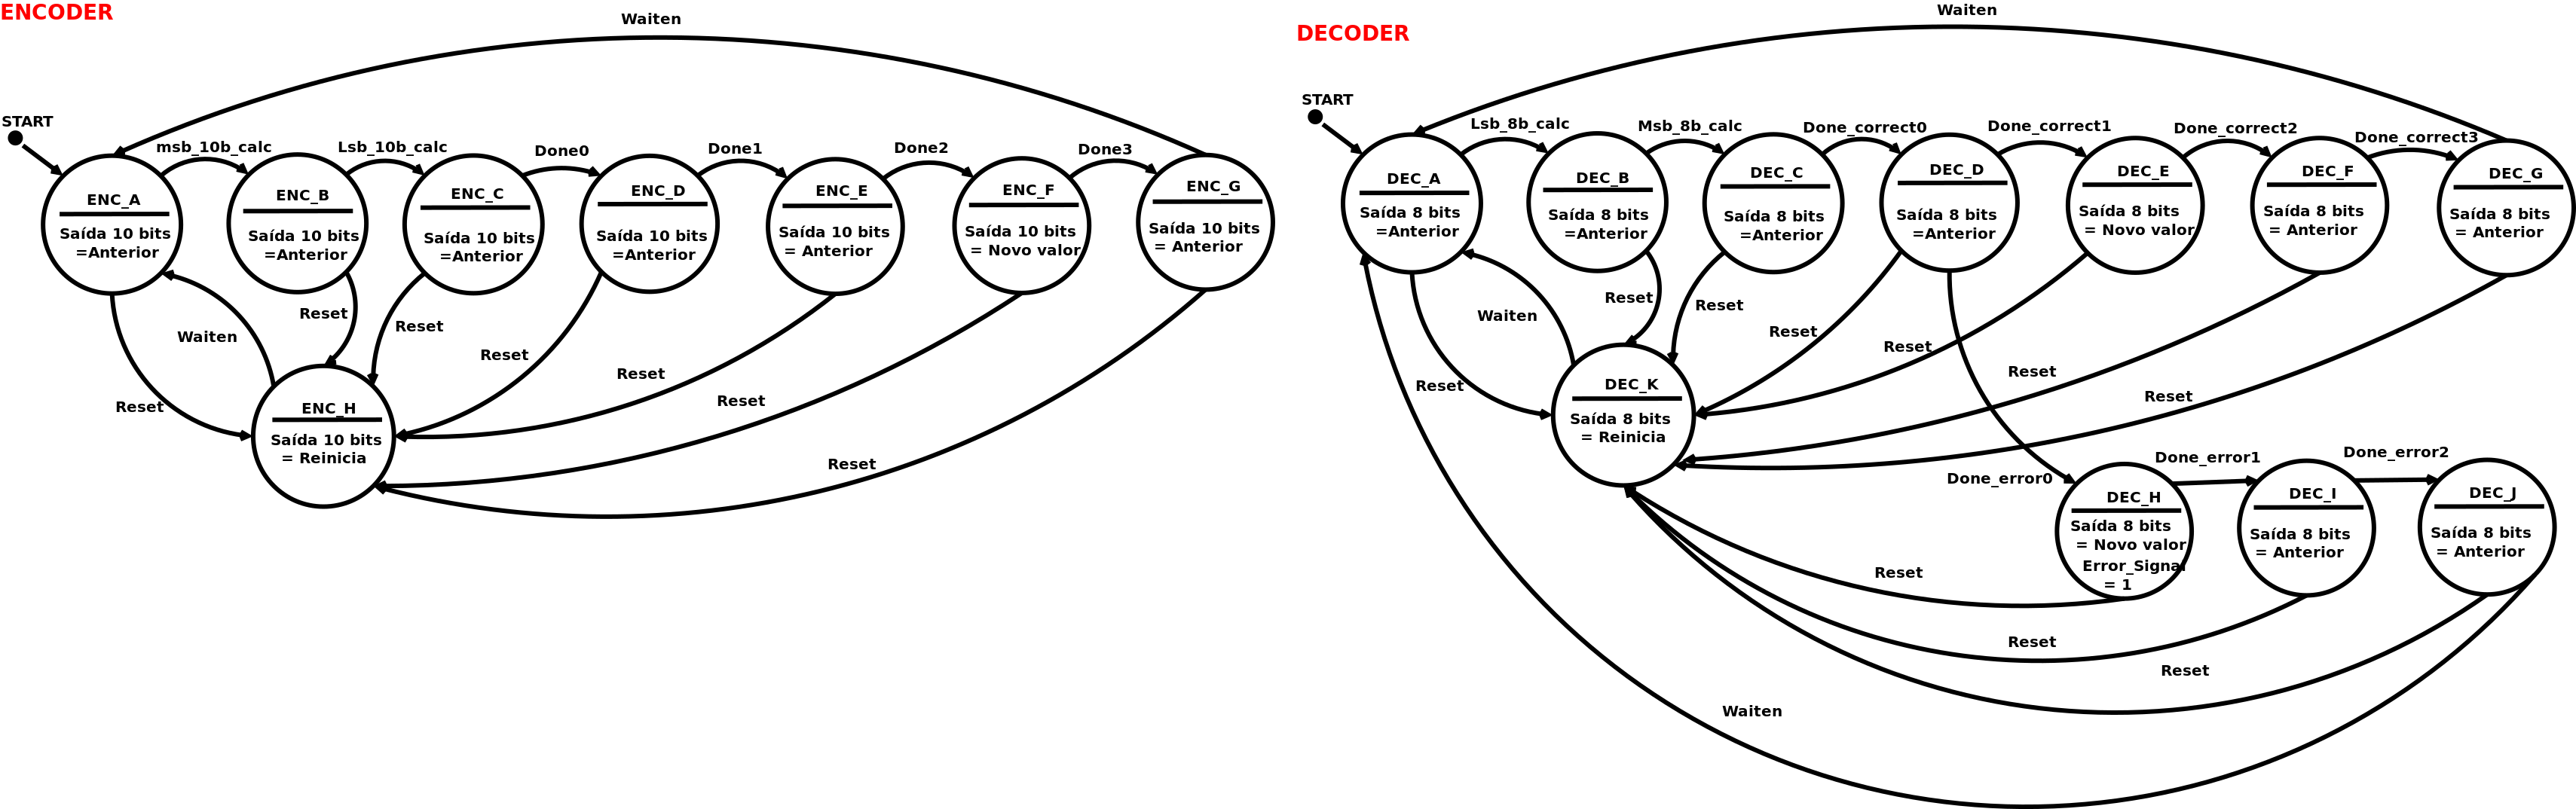 ENCODER
Waiten
START
msb_10b_calc
Lsb_10b_calc
Done0
Done1
Done2
Done3
ENC_A
Saída 10 bits
=Anterior
ENC_B
Saída 10 bits
=Anterior
ENC_C
Saída 10 bits
=Anterior
ENC_D
Saída 10 bits
=Anterior
ENC_E
Saída 10 bits
= Anterior
ENC_F
Saída 10 bits
= Novo valor
ENC_G
Saída 10 bits
= Anterior
Reset
Waiten
Reset
Reset
Reset
Reset
Reset
Reset
ENC_H
Saída 10 bits
= Reinicia
DECODER
Waiten
START
Lsb_8b_calc
Msb_8b_calc
Done_correct0
Done_correct1
Done_correct2
Done_correct3
DEC_A
Saída 8 bits
=Anterior
DEC_B
Saída 8 bits
=Anterior
DEC_C
Saída 8 bits
=Anterior
DEC_D
Saída 8 bits
=Anterior
DEC_E
Saída 8 bits
= Novo valor
DEC_F
Saída 8 bits
= Anterior
DEC_G
Saída 8 bits
= Anterior
Waiten
Reset
Reset
Reset
Reset
Reset
Reset
Reset
DEC_K
Saída 8 bits
= Reinicia
Done_error0
Done_error1
Done_error2
DEC_H
Saída 8 bits
= Novo valor
Error_Signal
= 1
DEC_I
Saída 8 bits
= Anterior
DEC_J
Saída 8 bits
= Anterior
Reset
Reset
Reset
Waiten